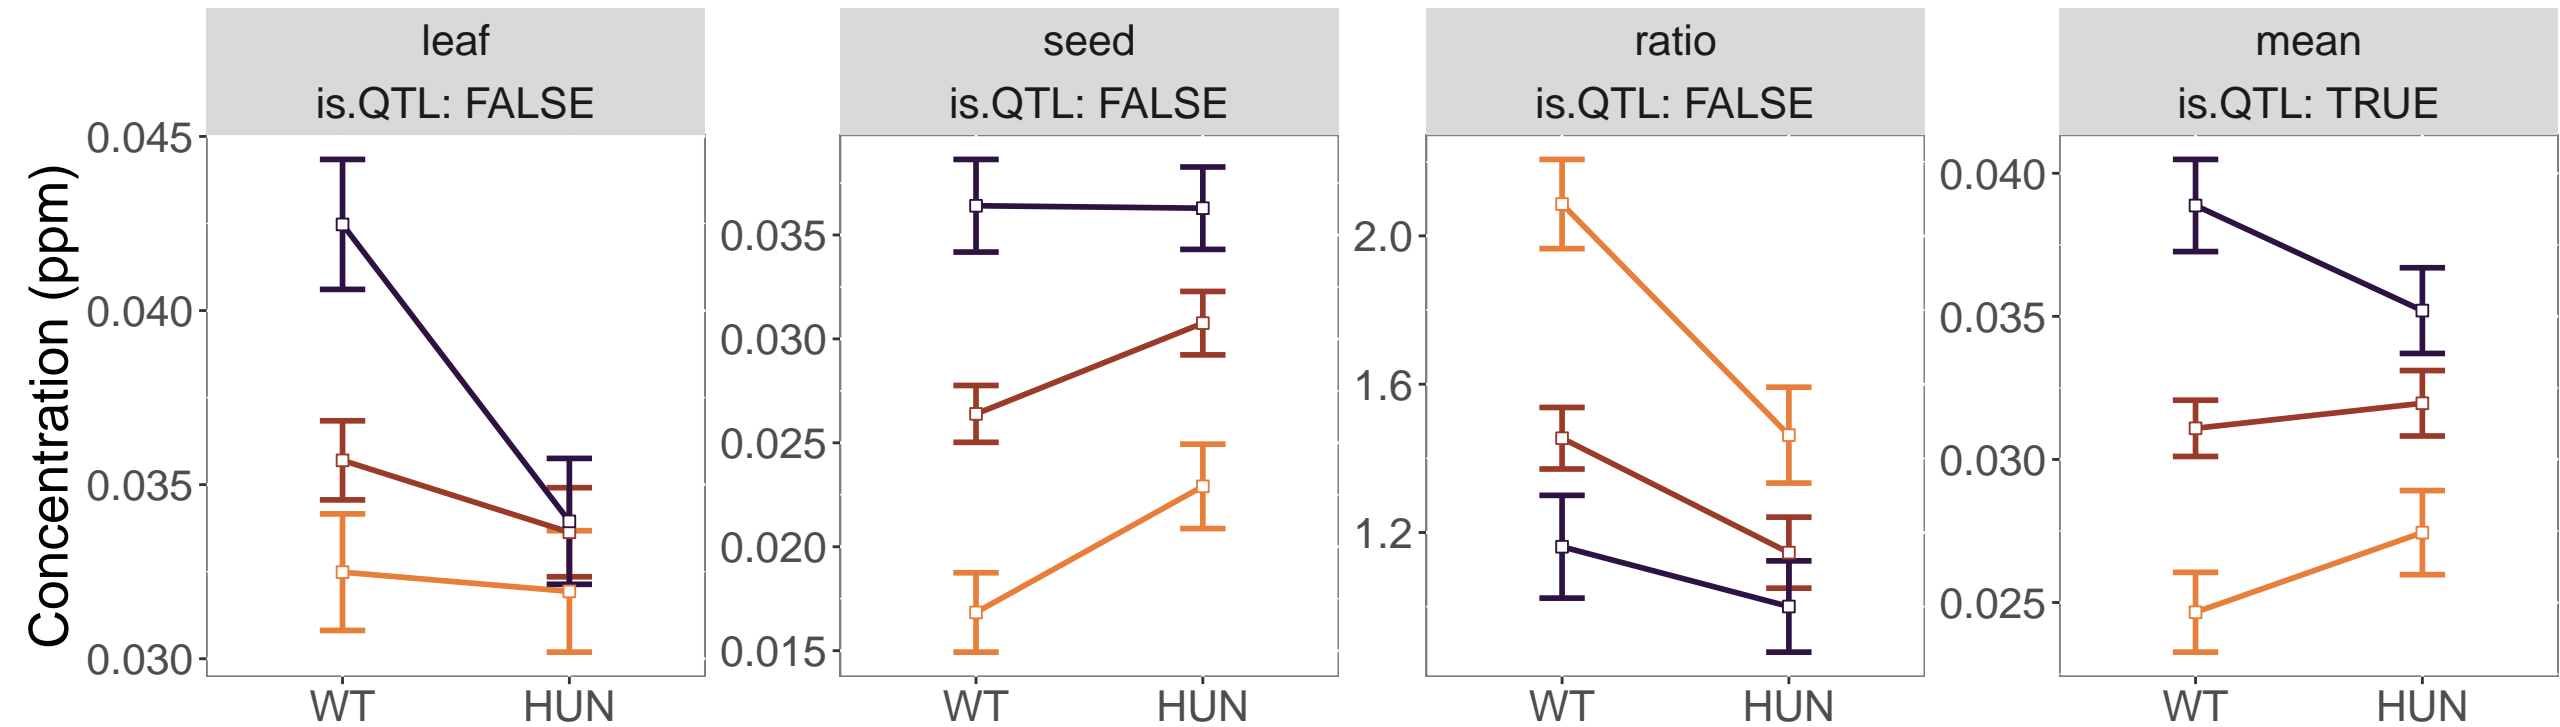 leaf
is.QTL: FALSE
seed
is.QTL: FALSE
ratio
is.QTL: FALSE
mean
is.QTL: TRUE
Concentration (ppm)
0.045
0.040
0.035
0.030
WT HUN
0.035
0.030
0.025
0.020
0.015
WT HUN
2.0
1.6
1.2
WT HUN
0.040
0.035
0.030
0.025
WT HUN